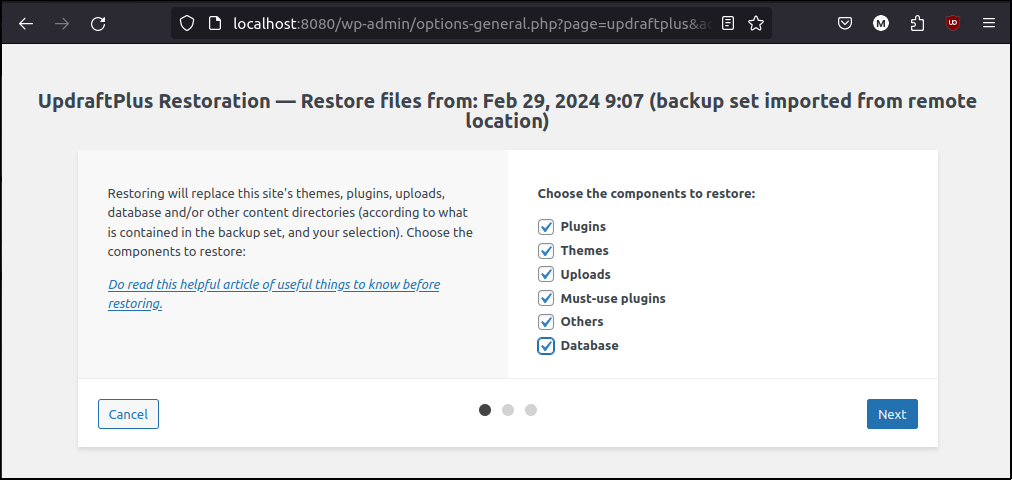 localhost:8080/wp-admin/options-general.php?page=updraftplus&ac
M
UpdraftPlus Restoration — Restore files from: Feb 29, 2024 9:07 (backup set imported from remote
location)
Restoring will replace this site's themes, plugins, uploads,
database and/or other content directories (according to what
is contained in the backup set, and your selection). Choose the
components to restore:
Do read this helpful article of useful things to know before
restoring.
Choose the components to restore:
Plugins
Themes
Uploads
Must-use plugins
Others
Database
Cancel
Next